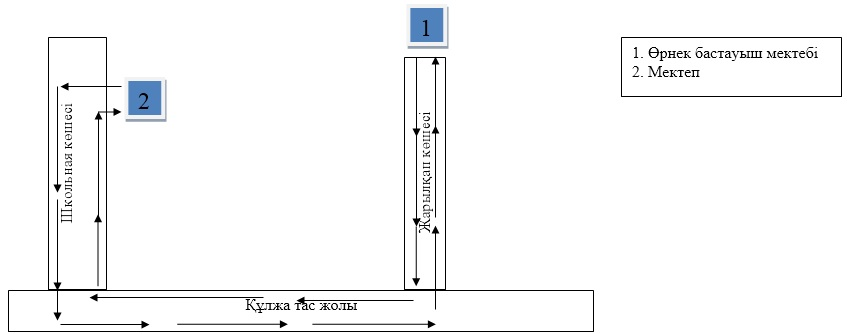 1
2
1. Өрнек бастауыш мектебі
2. Мектеп
Школьная көшесі
Жарылқап көшесі
Құлжа тас жолы